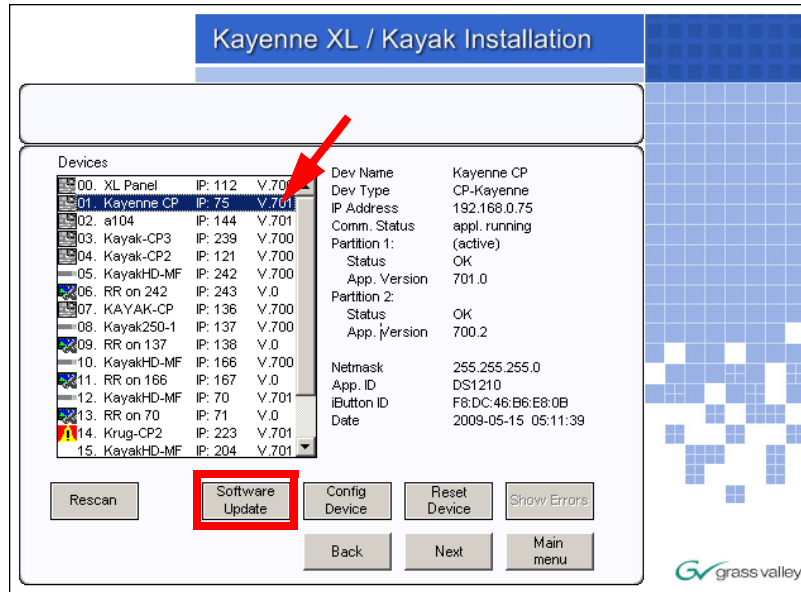 Kayenne XL / Kayak Installation
Devices
00. XL Panel IP: 112 V.700
01. Kayenne CP IP: 75 V.701
02. a104 IP: 144 V.701
03. Kayak-CP3 IP: 239 V.700
04. Kayak-CP2 IP: 121 V.700
05. KayakHD-MF IP: 242 V.700
06. RR on 242 IP: 243 V.0
07. KAYAK-CP IP: 136 V.700
08. Kayak250-1 IP: 137 V.700
09. RR on 137 IP: 138 V.0
10. KayakHD-MF IP: 166 V.700
11. RR on 166 IP: 167 V.0
12. KayakHD-MF IP: 70 V.701
13. RR on 70 IP: 71 V.0
14. Krug-CP2 IP: 223 V.701
15. KayakHD-MF IP: 204 V.701
Dev Name Kayenne CP
Dev Type CP-Kayenne
IP Address 192.168.0.75
Comm. Status appl. running
Partition 1: (active)
Status OK
App. Version 701.0
Partition 2:
Status OK
App. Version 700.2
Netmask 255.255.255.0
App. ID DS1210
iButton ID F8:DC:46:B6:E8:0B
Date 2009-05-15 05:11:39
Rescan
Software Update
Config Device
Reset Device
Show Errors
Back
Next
Main menu
GV grass valley